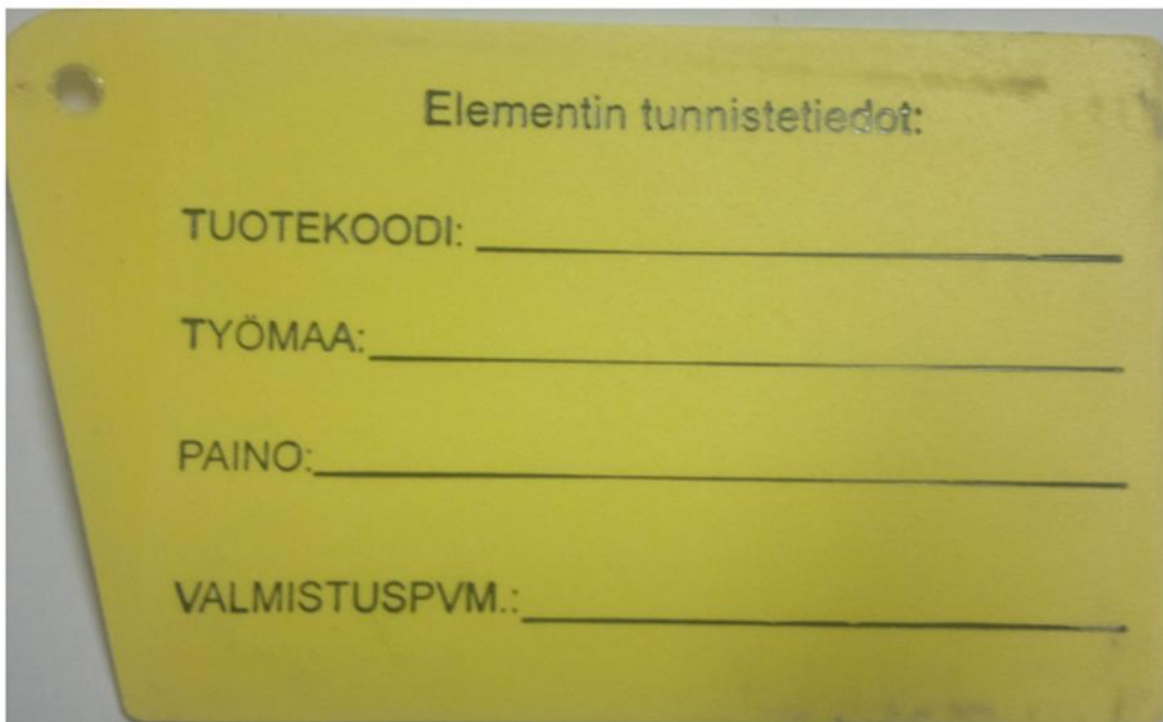 Elementin tunnistetiedot:
TUOTEKOODI:
TYÖMAA:
PAINO:
VALMISTUSPVM.: